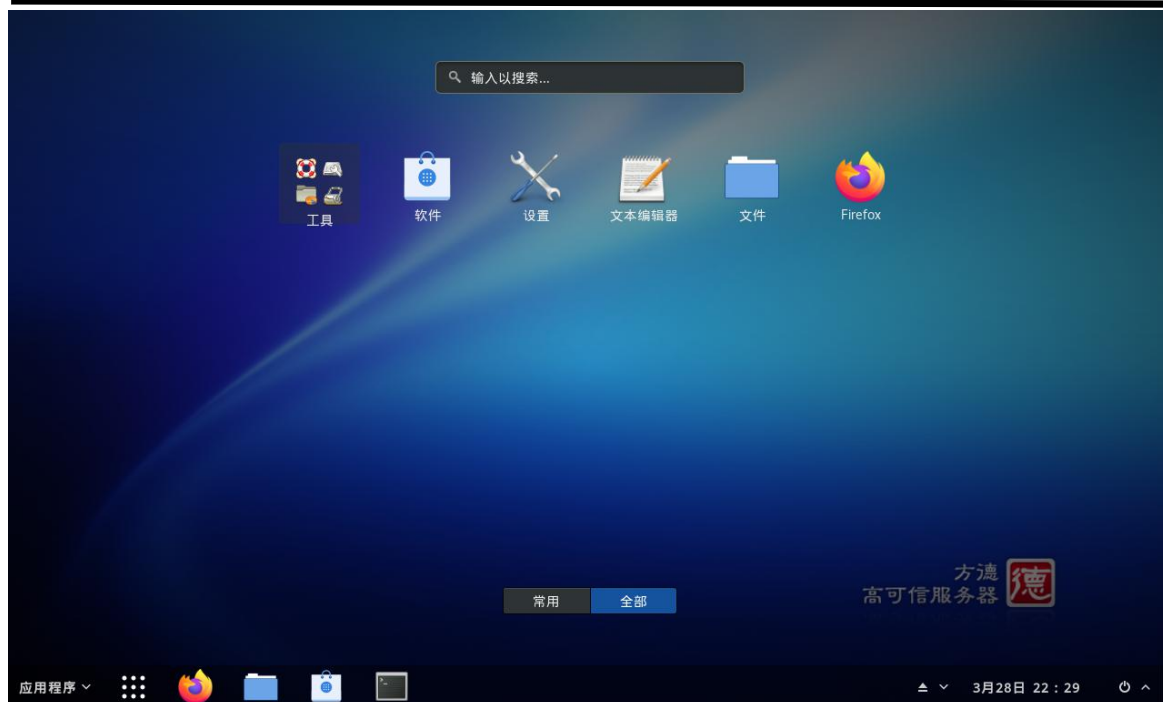 输入以搜索...
工具
软件
设置
文本编辑器
文件
Firefox
方德
高可信服务器
德
常用
全部
应用程序
3月28日 22：29